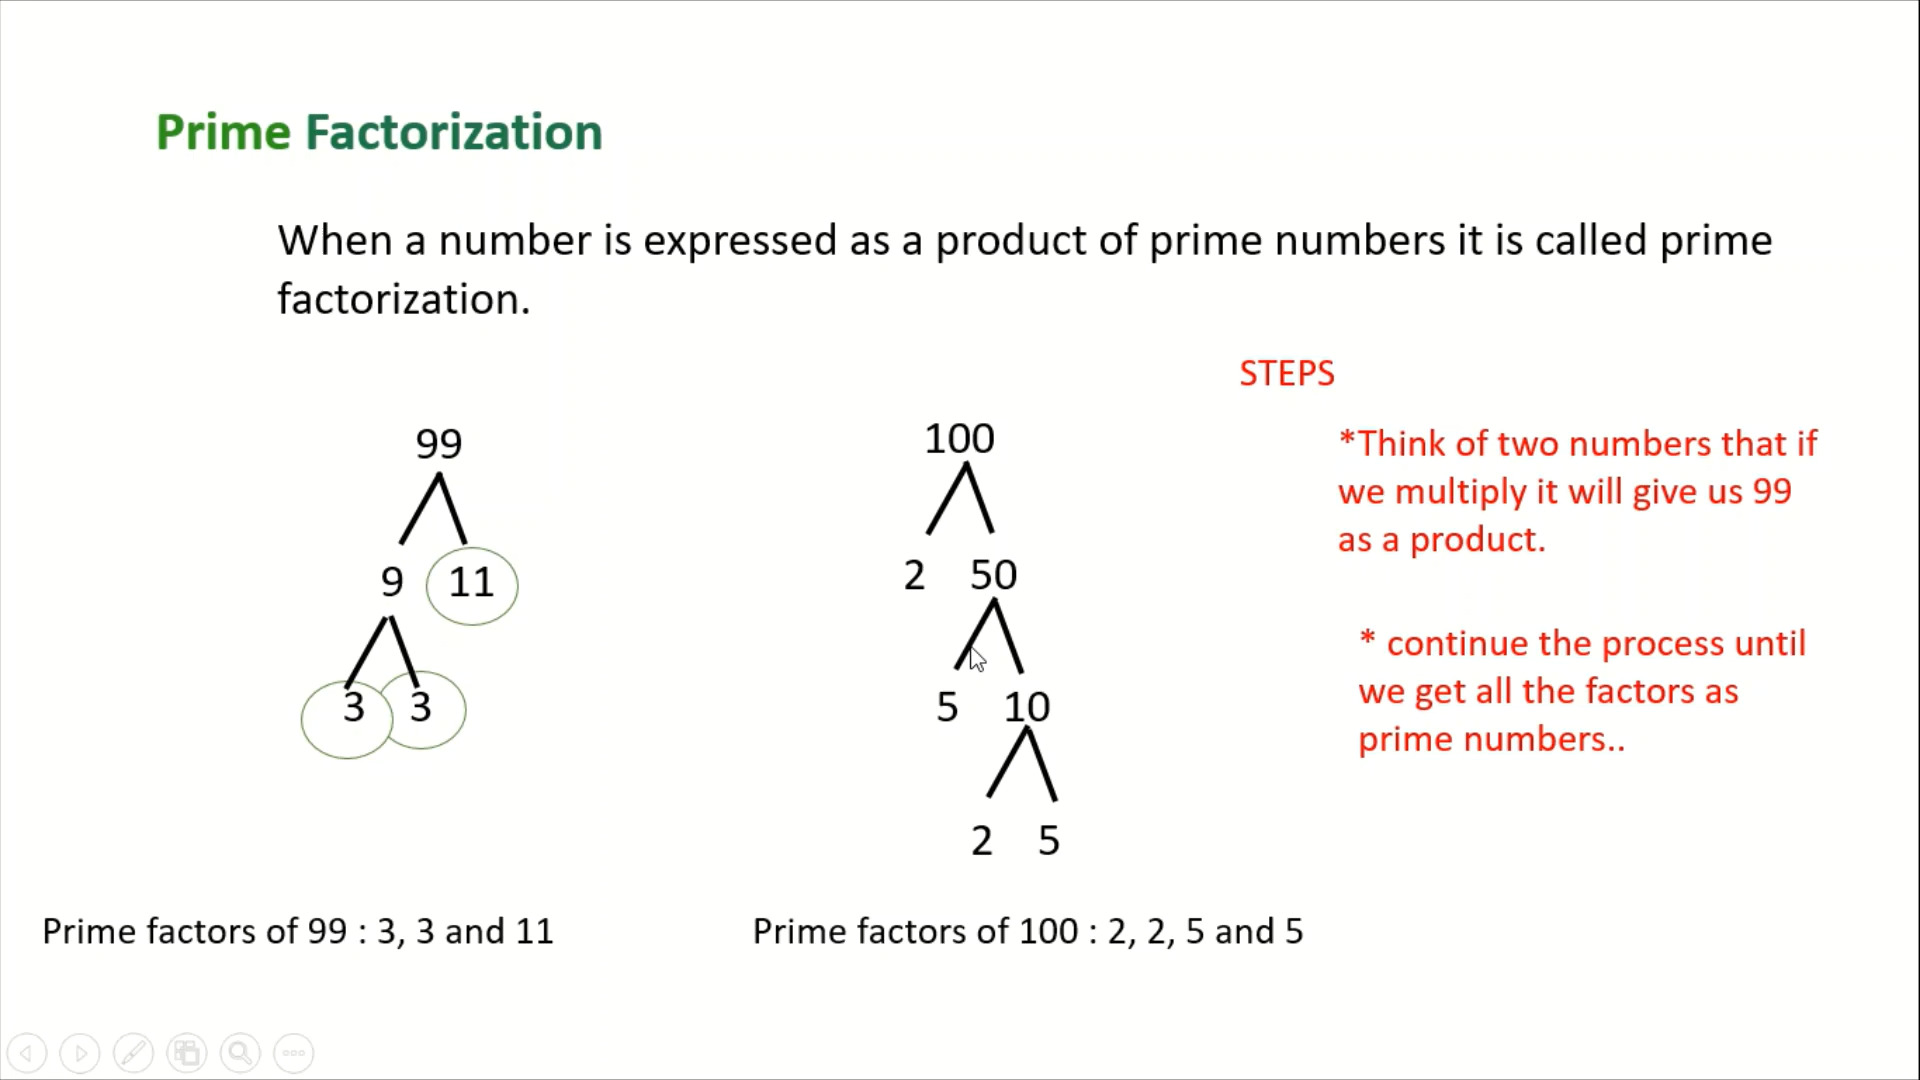 Prime Factorization
When a number is expressed as a product of prime numbers it is called prime
factorization.
STEPS
99
9 11
3 3
100
2 50
5 10
2 5
*Think of two numbers that if
we multiply it will give us 99
as a product.
* continue the process until
we get all the factors as
prime numbers..
Prime factors of 99 : 3, 3 and 11
Prime factors of 100 : 2, 2, 5 and 5